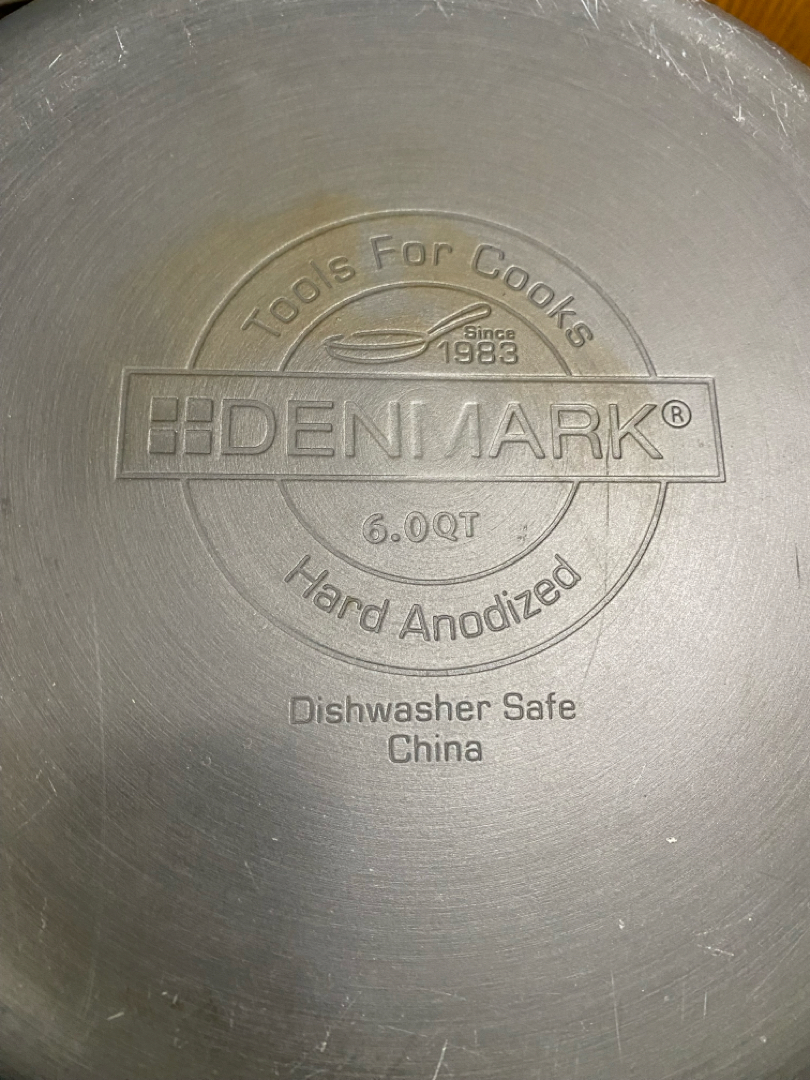 Tools For Cooks
Since
1983
DENMARK®
6.0QT
Hard Anodized
Dishwasher Safe
China